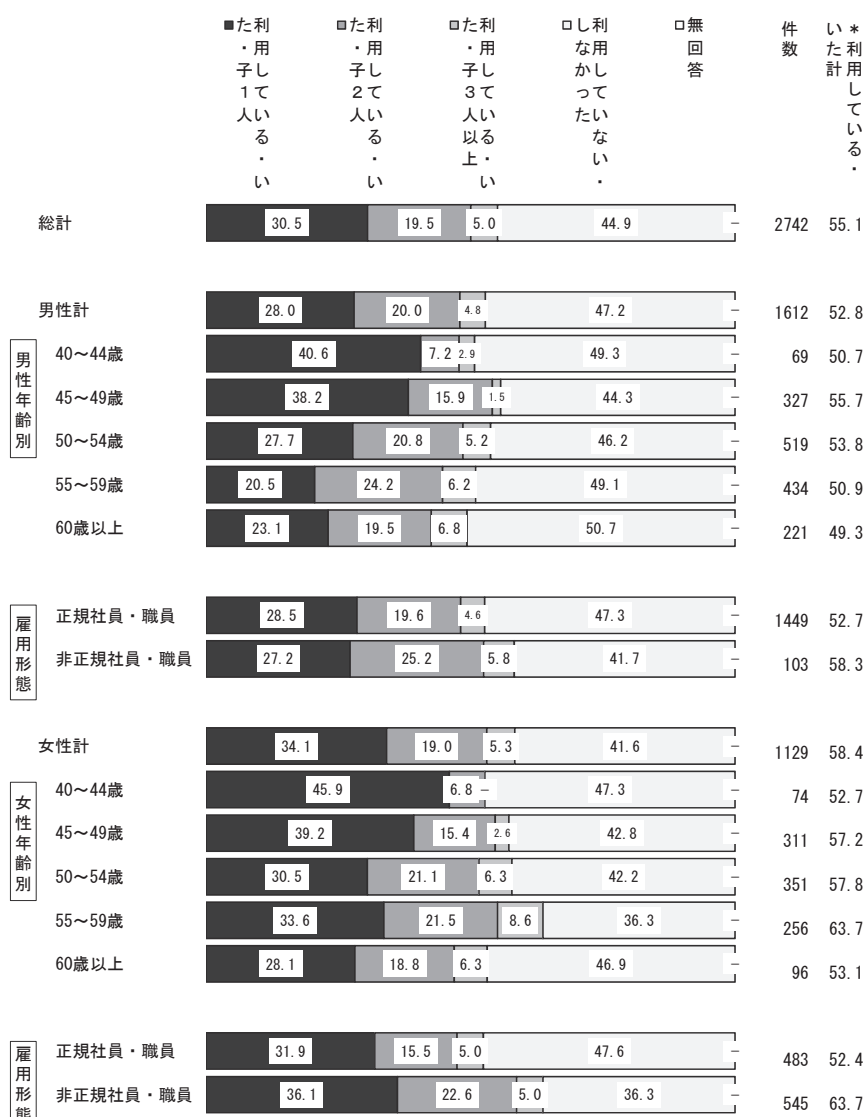 ■利用している・いた・子1人
■利用している・いた・子2人
■利用している・いた・子3人以上
□利用していない・しなかった
□無回答
件数
*利用している・いた計
総計 30.5 19.5 5.0 44.9 - 2742 55.1
男性計 28.0 20.0 4.8 47.2 - 1612 52.8
男性年齢別
40～44歳 40.6 7.2 2.9 49.3 - 69 50.7
45～49歳 38.2 15.9 1.5 44.3 - 327 55.7
50～54歳 27.7 20.8 5.2 46.2 - 519 53.8
55～59歳 20.5 24.2 6.2 49.1 - 434 50.9
60歳以上 23.1 19.5 6.8 50.7 - 221 49.3
雇用形態
正規社員・職員 28.5 19.6 4.6 47.3 - 1449 52.7
非正規社員・職員 27.2 25.2 5.8 41.7 - 103 58.3
女性計 34.1 19.0 5.3 41.6 - 1129 58.4
女性年齢別
40～44歳 45.9 6.8 - 47.3 - 74 52.7
45～49歳 39.2 15.4 2.6 42.8 - 311 57.2
50～54歳 30.5 21.1 6.3 42.2 - 351 57.8
55～59歳 33.6 21.5 8.6 36.3 - 256 63.7
60歳以上 28.1 18.8 6.3 46.9 - 96 53.1
雇用形態
正規社員・職員 31.9 15.5 5.0 47.6 - 483 52.4
非正規社員・職員 36.1 22.6 5.0 36.3 - 545 63.7